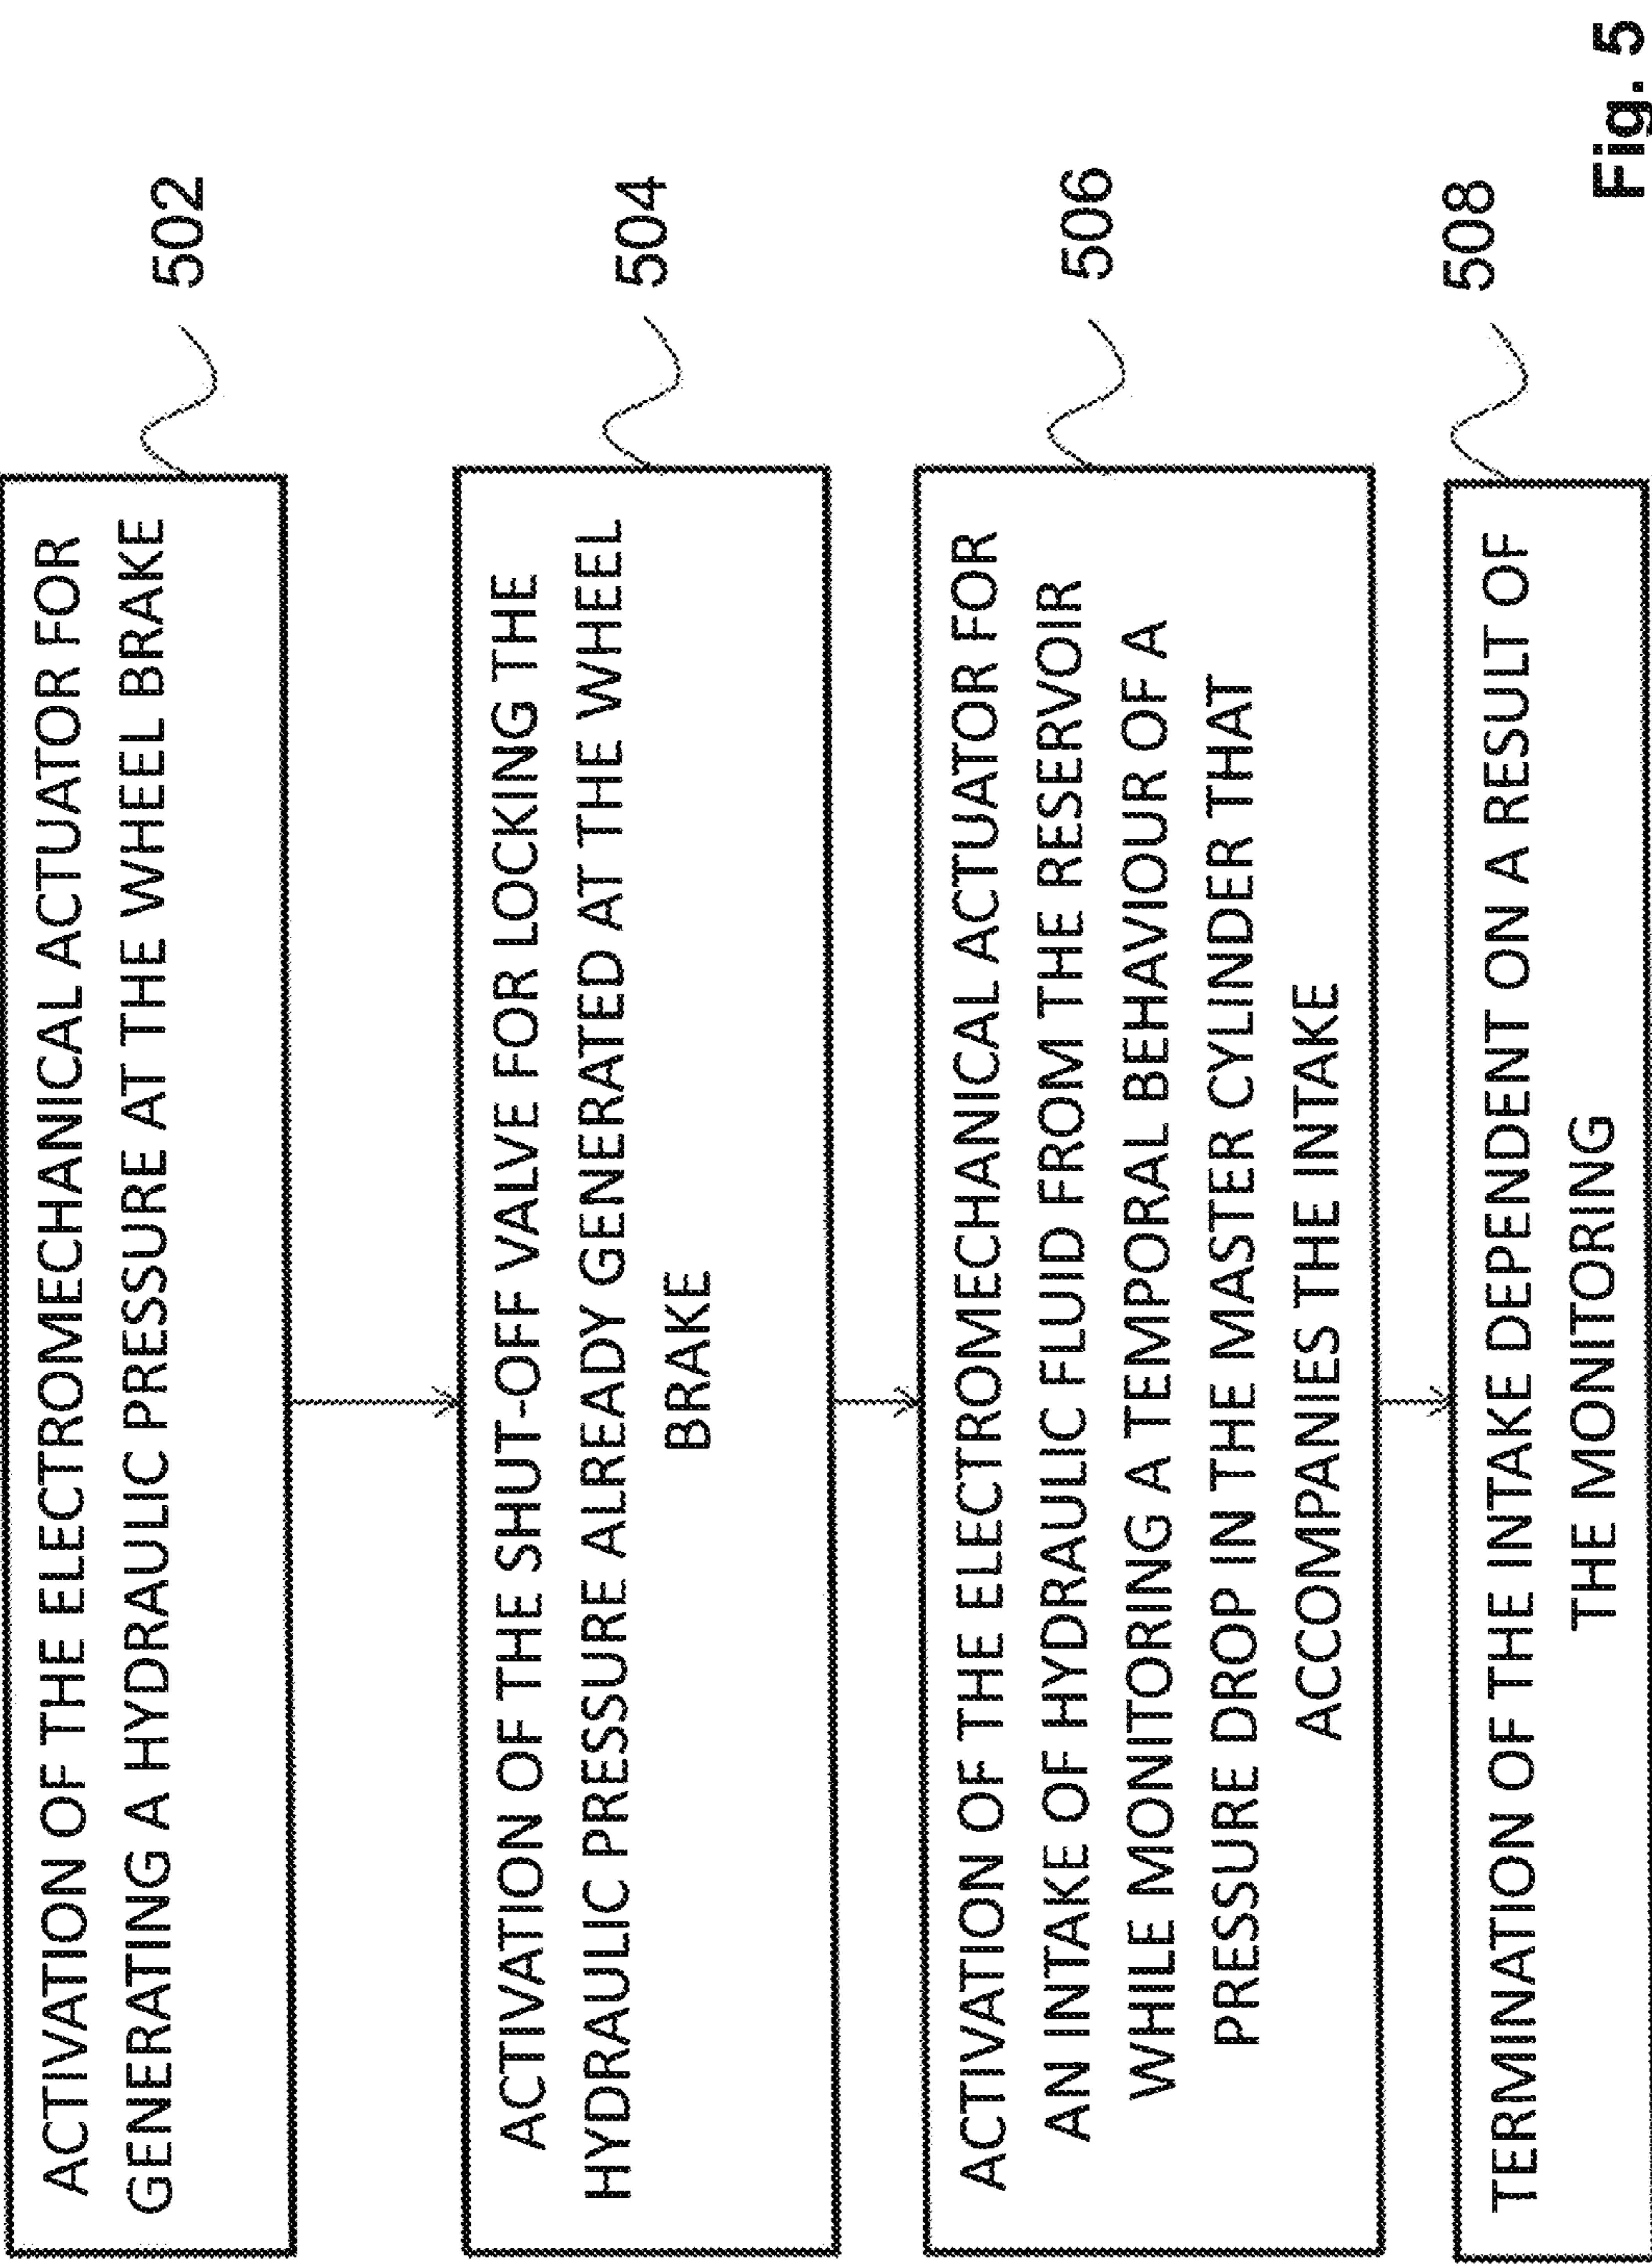 ACTIVATION OF THE ELECTROMECHANICAL ACTUATOR FOR
GENERATING A HYDRAULIC PRESSURE AT THE WHEEL BRAKE
502
ACTIVATION OF THE SHUT-OFF VALVE FOR LOCKING THE
HYDRAULIC PRESSURE ALREADY GENERATED AT THE WHEEL
BRAKE
504
ACTIVATION OF THE ELECTROMECHANICAL ACTUATOR FOR
AN INTAKE OF HYDRAULIC FLUID FROM THE RESERVOIR
WHILE MONITORING A TEMPORAL BEHAVIOUR OF A
PRESSURE DROP IN THE MASTER CYLINDER THAT
ACCOMPANIES THE INTAKE
506
TERMINATION OF THE INTAKE DEPENDENT ON A RESULT OF
THE MONITORING
508
Fig. 5